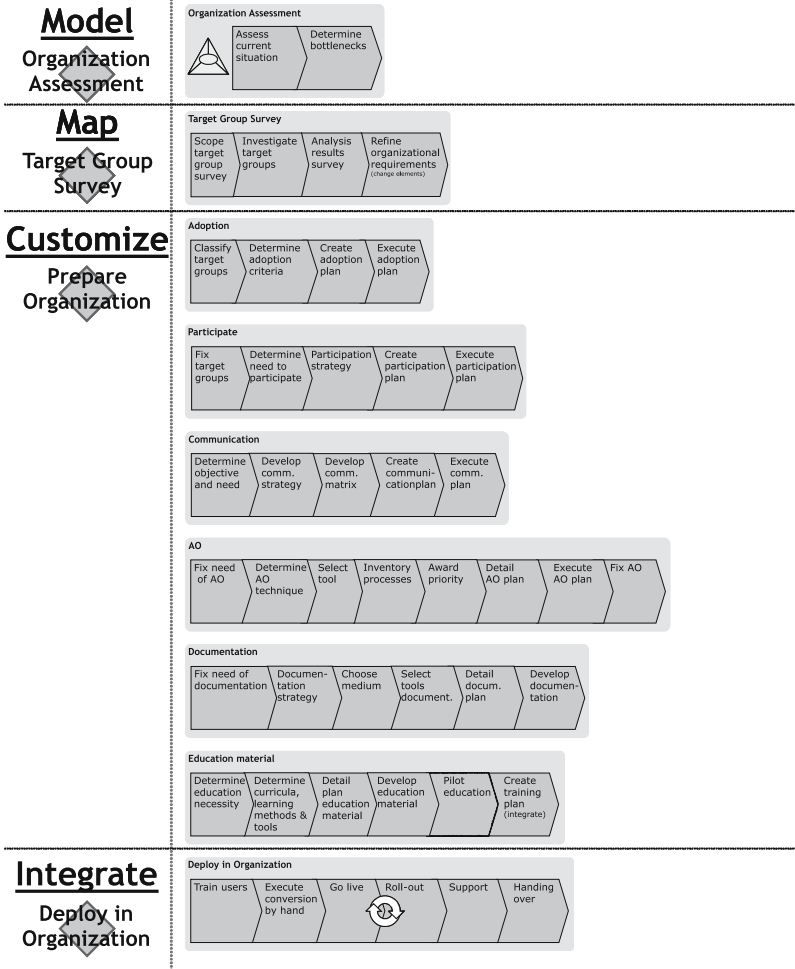 Model
Organization
Assessment
Organization Assessment
Assess
current
situation
Determine
bottlenecks
Map
Target Group
Survey
Target Group Survey
Scope
target
group
survey
Investigate
target
groups
Analysis
results
survey
Refine
organizational
requirements
(change elements)
Customize
Prepare
Organization
Adoption
Classify
target
groups
Determine
adoption
criteria
Create
adoption
plan
Execute
adoption
plan
Participate
Fix
target
groups
Determine
need to
participate
Participation
strategy
Create
participation
plan
Execute
participation
plan
Communication
Determine
objective
and need
Develop
comm.
strategy
Develop
comm.
matrix
Create
communi-
cationplan
Execute
comm.
plan
AO
Fix need
of AO
Determine
AO
technique
Select
tool
Inventory
processes
Award
priority
Detail
AO plan
Execute
AO plan
Fix AO
Documentation
Fix need of
documentation
Documen-
tation
strategy
Choose
medium
Select
tools
document.
Detail
docum.
plan
Develop
documen-
tation
Education material
Determine
education
necessity
Determine
curricula,
learning
methods &
tools
Detail
plan
education
material
Develop
education
material
Pilot
education
Create
training
plan
(integrate)
Integrate
Deploy in
Organization
Deploy in Organization
Train users
Execute
conversion
by hand
Go live
Roll-out
Support
Handing
over